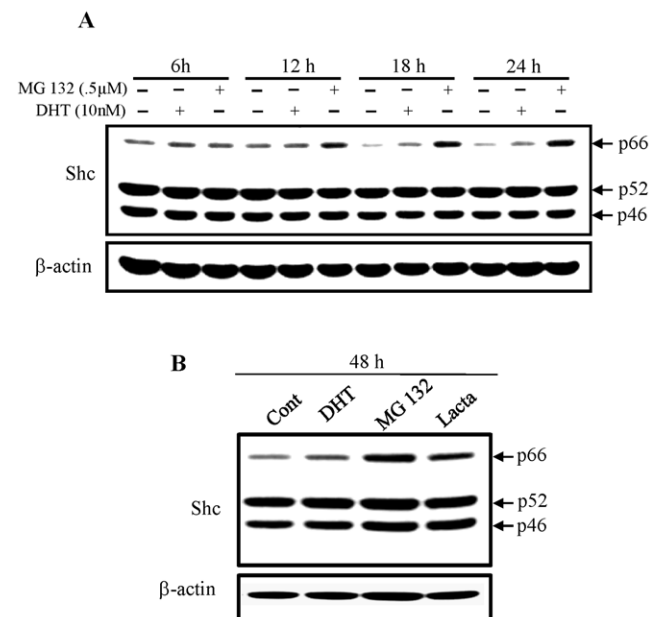 A
6h 12 h 18 h 24 h
MG 132 (.5μM) – – + – – + – – + – – +
DHT (10nM) – + – – + – – + – – + –
Shc
p66
p52
p46
β-actin
B
48 h
Cont DHT MG 132 Lacta
Shc
p66
p52
p46
β-actin